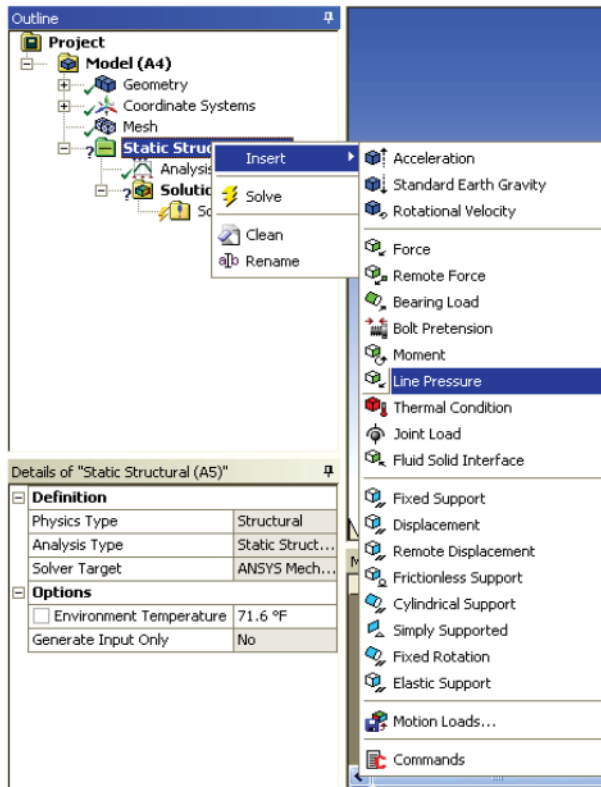 Outline
Project
Model (A4)
Geometry
Coordinate Systems
Mesh
Static Struc
Analysis
Solutio
So
Insert
Solve
Clean
Rename
Acceleration
Standard Earth Gravity
Rotational Velocity
Force
Remote Force
Bearing Load
Bolt Pretension
Moment
Line Pressure
Thermal Condition
Joint Load
Fluid Solid Interface
Fixed Support
Displacement
Remote Displacement
Frictionless Support
Cylindrical Support
Simply Supported
Fixed Rotation
Elastic Support
Motion Loads...
Commands
Details of "Static Structural (A5)"
Definition
Physics Type Structural
Analysis Type Static Struct...
Solver Target ANSYS Mech...
Options
Environment Temperature 71.6 °F
Generate Input Only No